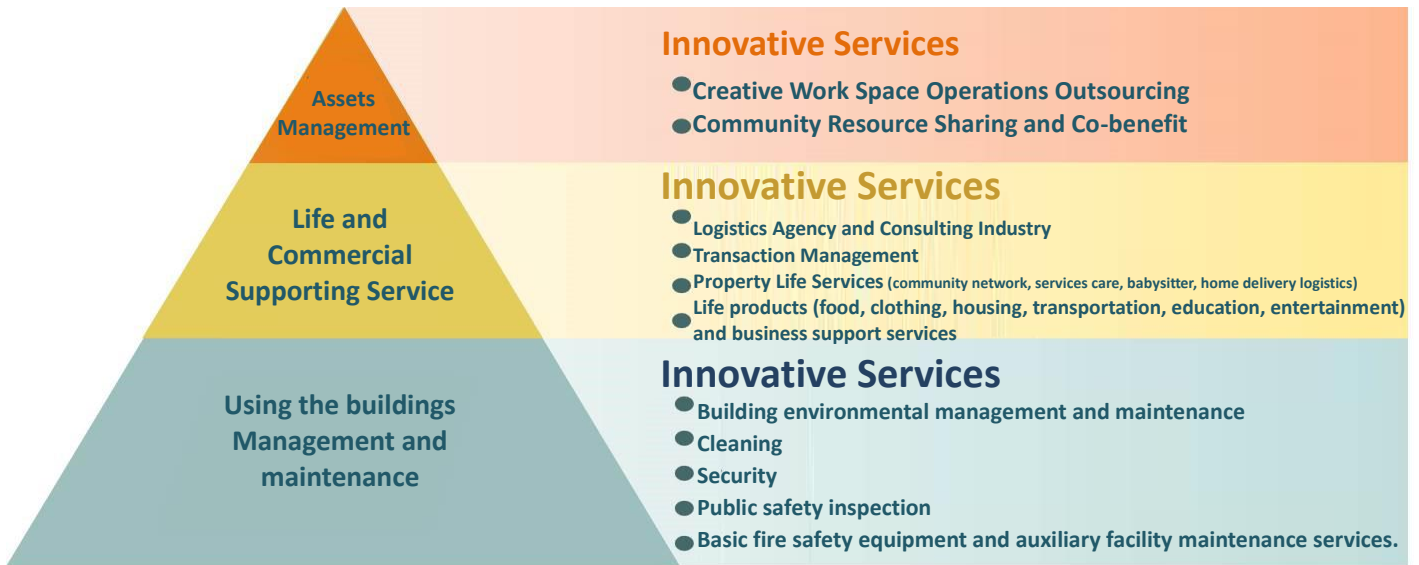 Assets
Management
Innovative Services
Creative Work Space Operations Outsourcing
Community Resource Sharing and Co-benefit
Life and
Commercial
Supporting Service
Innovative Services
Logistics Agency and Consulting Industry
Transaction Management
Property Life Services (community network, services care, babysitter, home delivery logistics)
Life products (food, clothing, housing, transportation, education, entertainment)
and business support services
Using the buildings
Management and
maintenance
Innovative Services
Building environmental management and maintenance
Cleaning
Security
Public safety inspection
Basic fire safety equipment and auxiliary facility maintenance services.